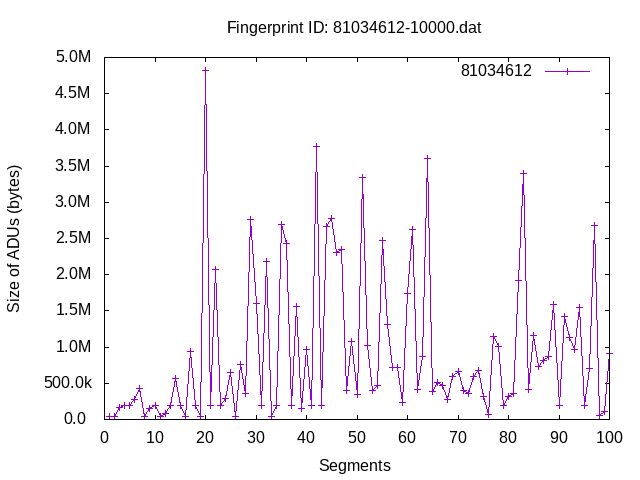 Fingerprint ID: 81034612-10000.dat
81034612
5.0M
4.5M
4.0M
3.5M
3.0M
2.5M
2.0M
1.5M
1.0M
500.0k
0.0
Size of ADUs (bytes)
0 10 20 30 40 50 60 70 80 90 100
Segments